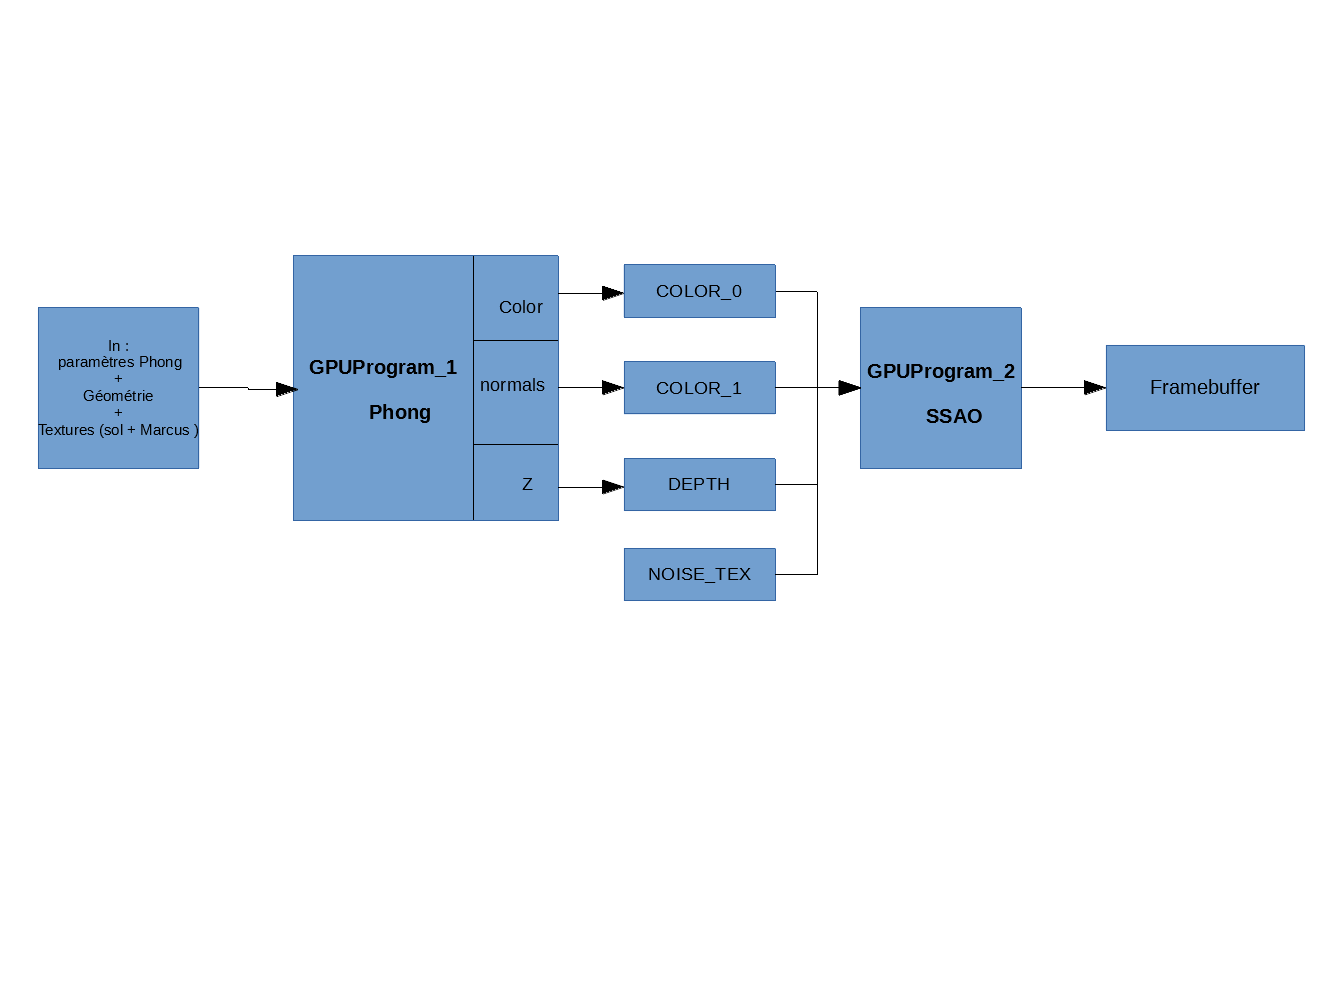 In :
paramètres Phong
+
Géométrie
+
Textures (sol + Marcus )
GPUProgram_1
Phong
Color
normals
Z
COLOR_0
COLOR_1
DEPTH
NOISE_TEX
GPUProgram_2
SSAO
Framebuffer